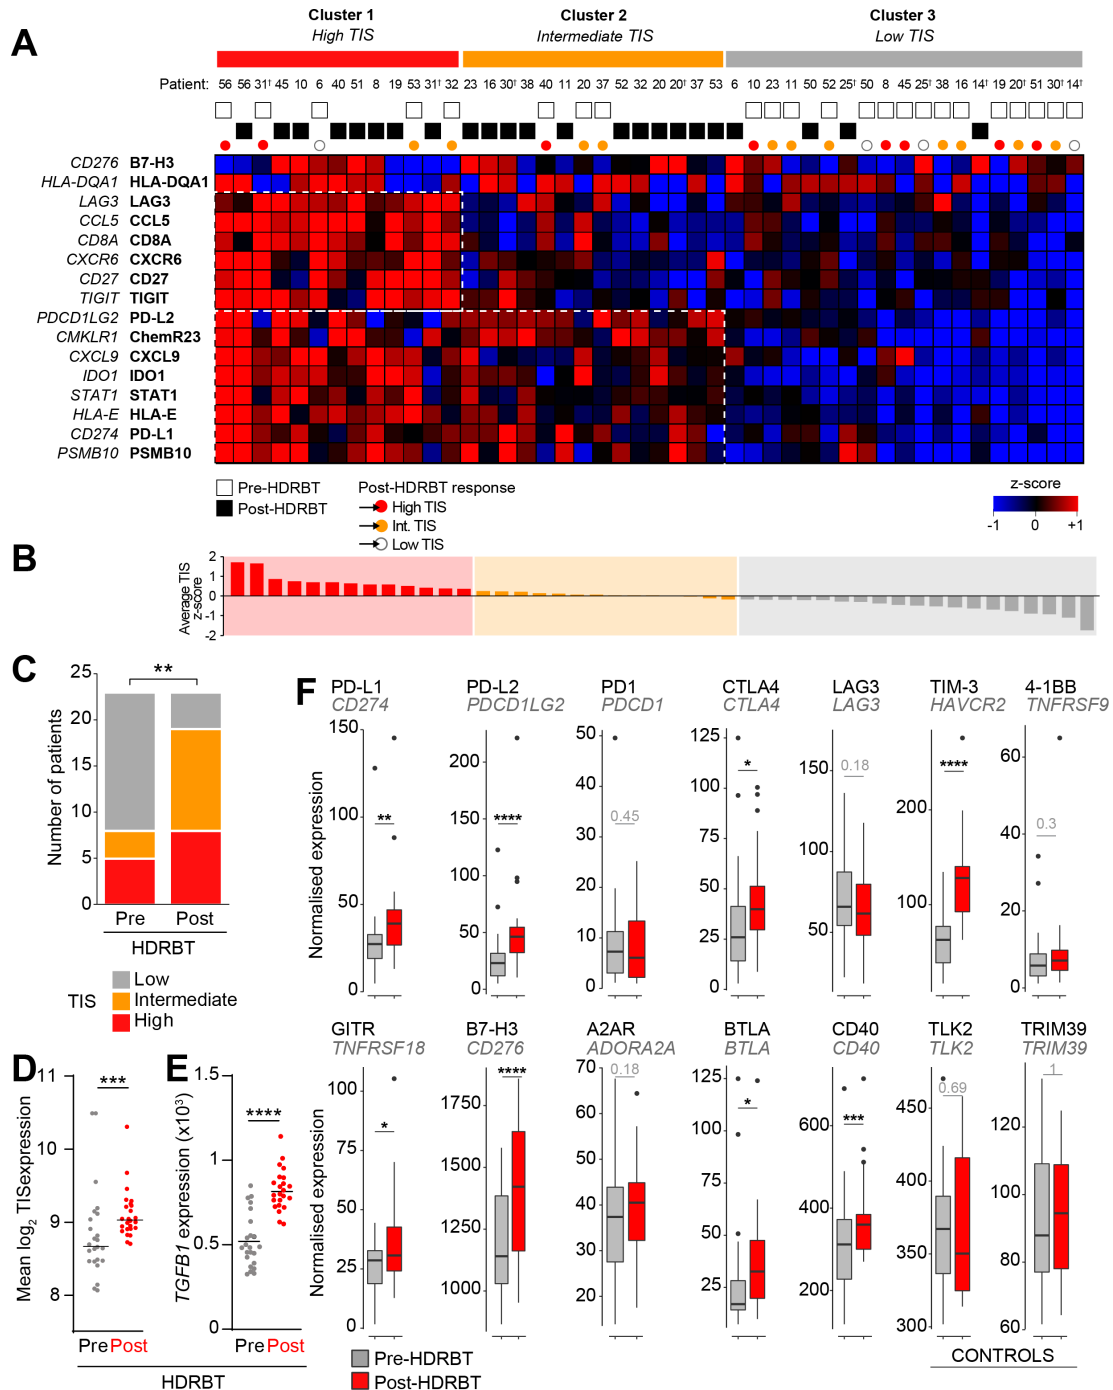 A
Cluster 1
High TIS
Cluster 2
Intermediate TIS
Cluster 3
Low TIS
Patient: 56 56 31† 45 10 6 40 51 8 19 53 31† 32 23 16 30† 38 40 11 20 37 52 32 20 20† 37 53 6 10 23 11 50 52 25† 50 8 45 25† 38 16 14† 19 20† 51 30† 14†
CD276 B7-H3
HLA-DQA1 HLA-DQA1
LAG3 LAG3
CCL5 CCL5
CD8A CD8A
CXCR6 CXCR6
CD27 CD27
TIGIT TIGIT
PDCD1LG2 PD-L2
CMKLR1 ChemR23
CXCL9 CXCL9
IDO1 IDO1
STAT1 STAT1
HLA-E HLA-E
CD274 PD-L1
PSMB10 PSMB10
Pre-HDRBT
Post-HDRBT
Post-HDRBT response
High TIS
Int. TIS
Low TIS
z-score
-1 0 +1
B
Average TIS
z-score
2
1
0
-1
-2
C
Number of patients
25
20
15
10
5
0
**
Pre Post
HDRBT
TIS
Low
Intermediate
High
D
Mean log2 TISexpression
11
10
9
8
***
Pre Post
E
TGFB1 expression (x10³)
1.5
1
0.5
0
****
Pre Post
HDRBT
F
Normalised expression
PD-L1
CD274
150
100
50
0
**
PD-L2
PDCD1LG2
200
150
100
50
0
****
PD1
PDCD1
50
40
30
20
10
0
0.45
CTLA4
CTLA4
125
100
75
50
25
0
*
LAG3
LAG3
150
100
50
0.18
TIM-3
HAVCR2
200
100
****
4-1BB
TNFRSF9
60
40
20
0
0.3
Normalised expression
GITR
TNFRSF18
100
75
50
25
0
*
B7-H3
CD276
1750
1500
1250
1000
****
A2AR
ADORA2A
70
60
50
40
30
20
0.18
BTLA
BTLA
125
100
75
50
25
*
CD40
CD40
600
400
200
***
TLK2
TLK2
450
400
350
300
0.69
TRIM39
TRIM39
120
100
80
60
1
Pre-HDRBT
Post-HDRBT
CONTROLS